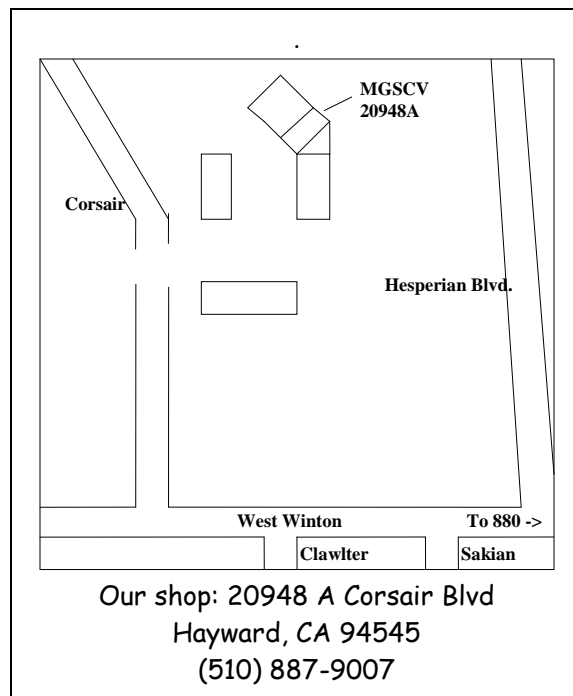 MGSCV
20948A
Corsair
Hesperian Blvd.
West Winton
To 880 ->
Clawlter
Sakian
Our shop: 20948 A Corsair Blvd
Hayward, CA 94545
(510) 887-9007